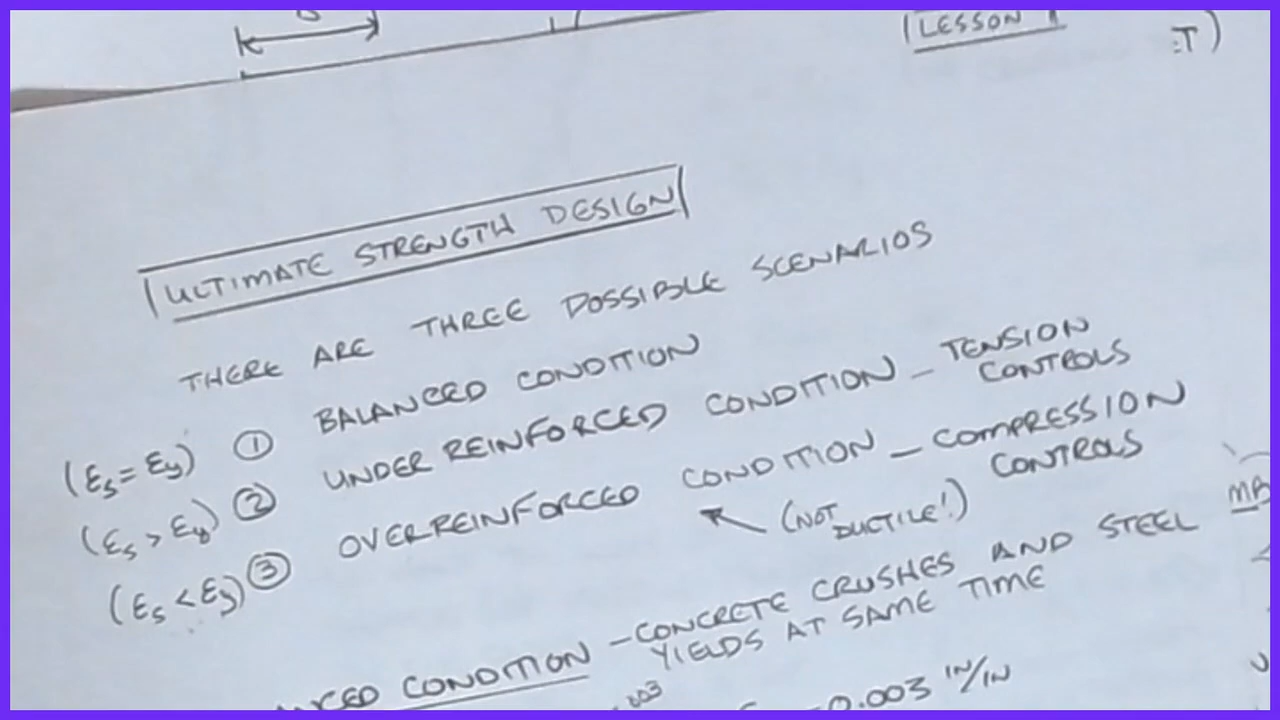 LESSON
:T)
ULTIMATE STRENGTH DESIGN
THERE ARE THREE POSSIBLE SCENARIOS
(εs = εy) ① BALANCED CONDITION
(εs > εy) ② UNDER REINFORCED CONDITION – TENSION
CONTROLS
(εs < εy) ③ OVERREINFORCED CONDITION – COMPRESSION
CONTROLS
(NOT
DUCTILE!)
CONDITION – CONCRETE CRUSHES AND STEEL
YIELDS AT SAME TIME
.003
0.003 IN/IN